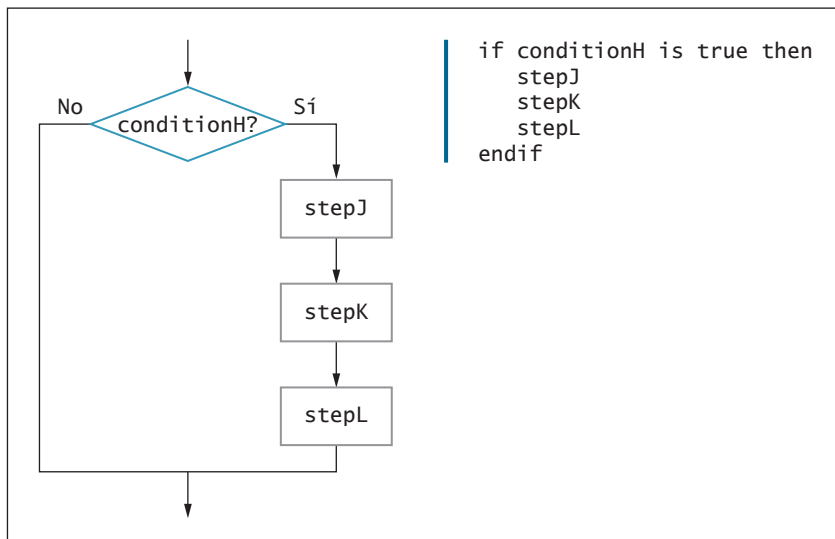 No
Sí
conditionH?
stepJ
stepK
stepL
if conditionH is true then
stepJ
stepK
stepL
endif